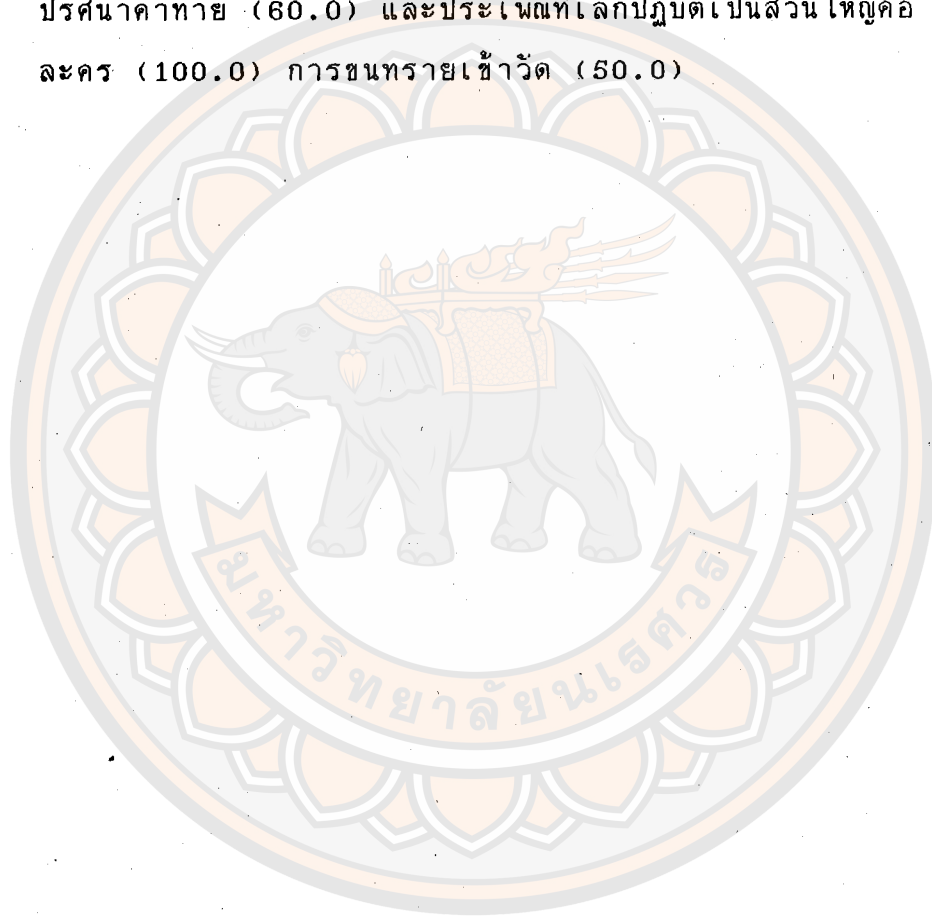 ปริศนาคำทาย (60.0) และประเพณีที่เลิกปฏิบัติเป็นส่วนใหญ่คือ
ละคร (100.0) การขนทรายเข้าวัด (50.0)
มหาวิทยาลัยนเรศวร